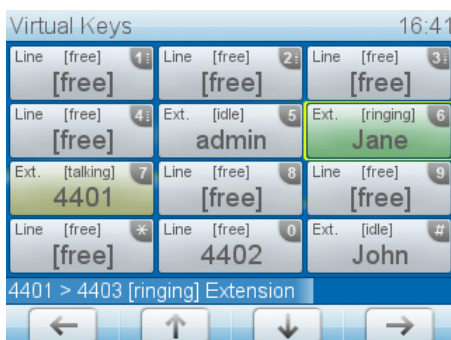 Virtual Keys 16:41
Line [free] 1 Line [free] 2 Line [free] 3
[free] [free] [free]
Line [free] 4 Ext. [idle] 5 Ext. [ringing] 6
[free] admin Jane
Ext. [talking] 7 Line [free] 8 Line [free] 9
4401 [free] [free]
Line [free] * Line [free] 0 Ext. [idle] #
[free] 4402 John
4401 > 4403 [ringing] Extension